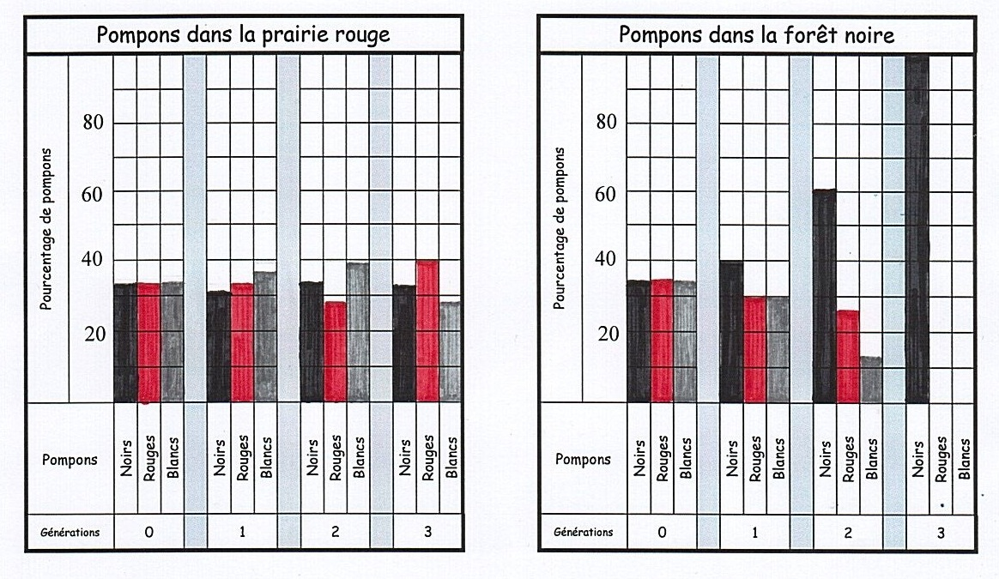 Pompons dans la prairie rouge
Pourcentage de pompons
80
60
40
20
Pompons
Noirs
Rouges
Blancs
Noirs
Rouges
Blancs
Noirs
Rouges
Blancs
Noirs
Rouges
Blancs
Générations 0 1 2 3
Pompons dans la forêt noire
Pourcentage de pompons
80
60
40
20
Pompons
Noirs
Rouges
Blancs
Noirs
Rouges
Blancs
Noirs
Rouges
Blancs
Noirs
Rouges
Blancs
Générations 0 1 2 3